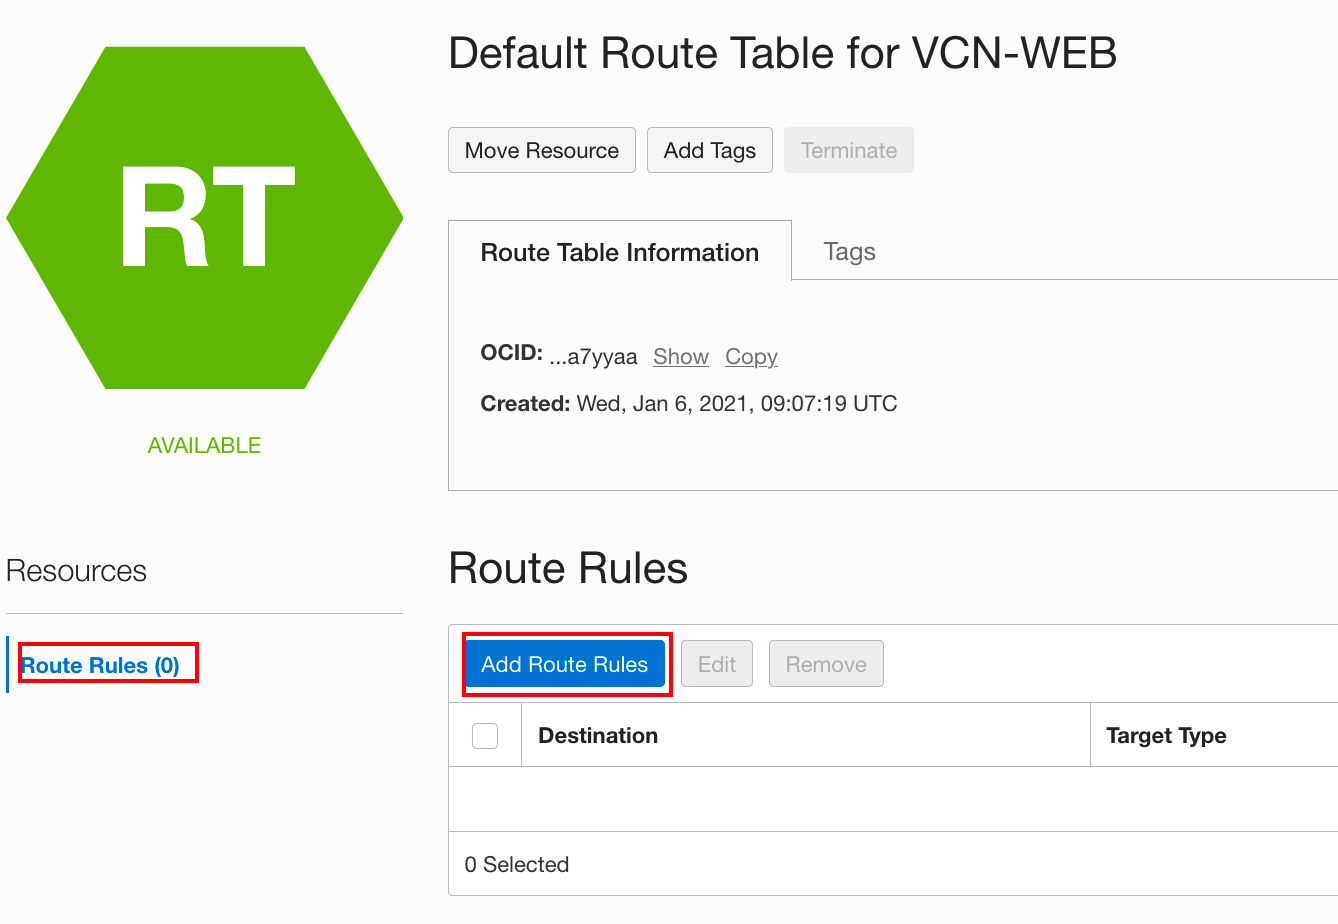 RT
AVAILABLE
Default Route Table for VCN-WEB
Move Resource Add Tags Terminate
Route Table Information Tags
OCID: ...a7yyaa Show Copy
Created: Wed, Jan 6, 2021, 09:07:19 UTC
Resources
Route Rules (0)
Route Rules
Add Route Rules Edit Remove
Destination Target Type
0 Selected